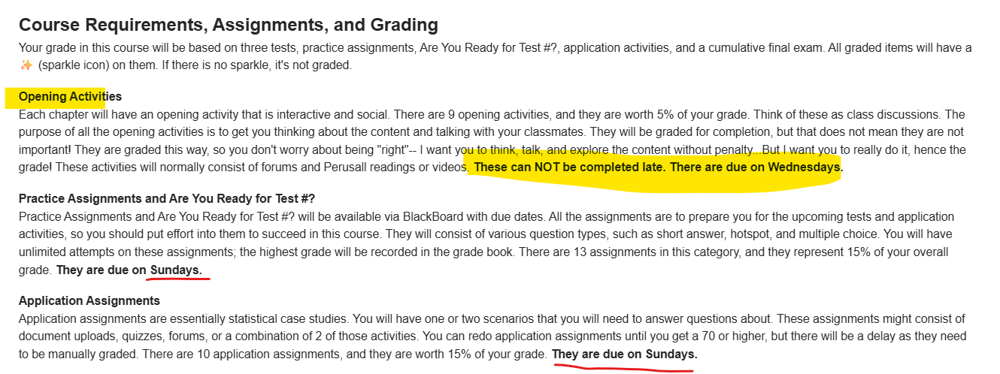 Course Requirements, Assignments, and Grading
Your grade in this course will be based on three tests, practice assignments, Are You Ready for Test #?, application activities, and a cumulative final exam. All graded items will have a
✨ (sparkle icon) on them. If there is no sparkle, it's not graded.
Opening Activities
Each chapter will have an opening activity that is interactive and social. There are 9 opening activities, and they are worth 5% of your grade. Think of these as class discussions. The
purpose of all the opening activities is to get you thinking about the content and talking with your classmates. They will be graded for completion, but that does not mean they are not
important! They are graded this way, so you don't worry about being "right"-- I want you to think, talk, and explore the content without penalty...But I want you to really do it, hence the
grade! These activities will normally consist of forums and Perusall readings or videos. These can NOT be completed late. There are due on Wednesdays.
Practice Assignments and Are You Ready for Test #?
Practice Assignments and Are You Ready for Test #? will be available via BlackBoard with due dates. All the assignments are to prepare you for the upcoming tests and application
activities, so you should put effort into them to succeed in this course. They will consist of various question types, such as short answer, hotspot, and multiple choice. You will have
unlimited attempts on these assignments; the highest grade will be recorded in the grade book. There are 13 assignments in this category, and they represent 15% of your overall
grade. They are due on Sundays.
Application Assignments
Application assignments are essentially statistical case studies. You will have one or two scenarios that you will need to answer questions about. These assignments might consist of
document uploads, quizzes, forums, or a combination of 2 of those activities. You can redo application assignments until you get a 70 or higher, but there will be a delay as they need
to be manually graded. There are 10 application assignments, and they are worth 15% of your grade. They are due on Sundays.